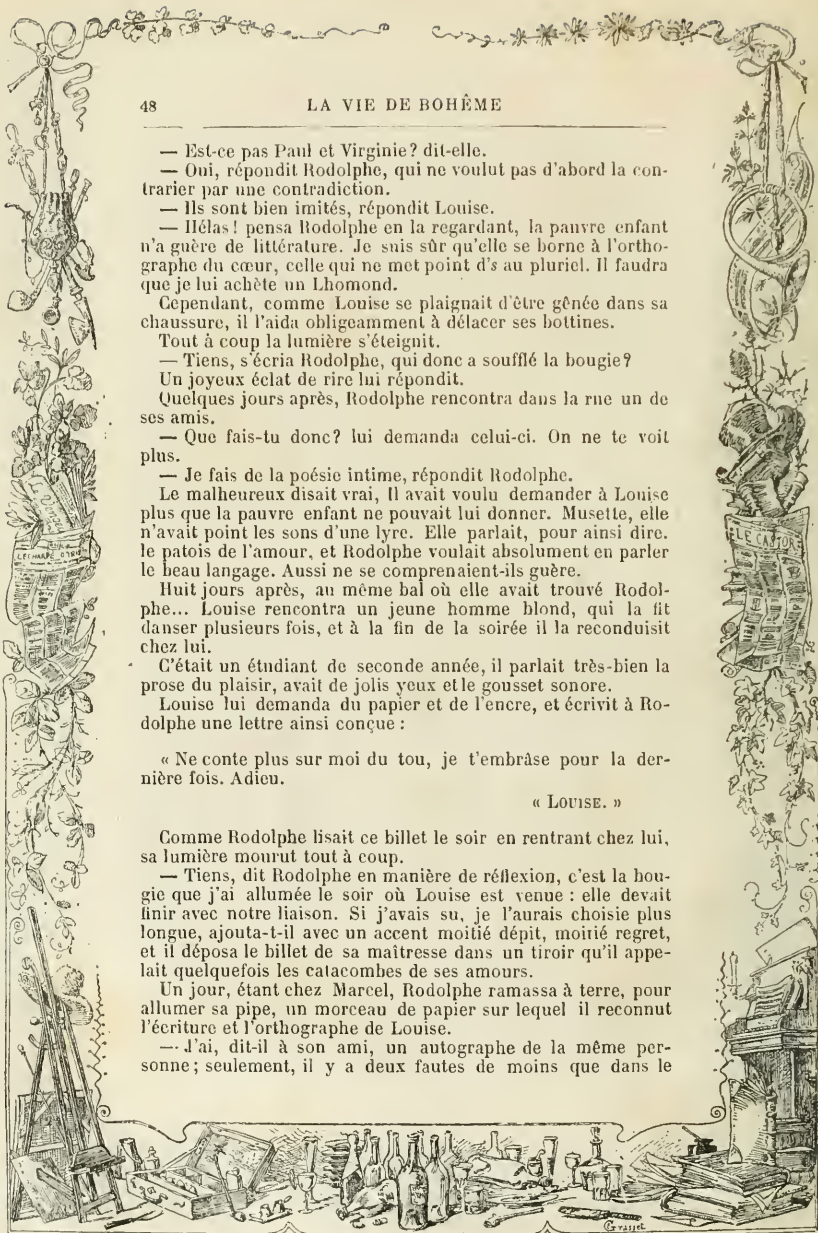 48
LA VIE DE BOHÊME
— Est-ce pas Paul et Virginie? dit-elle.
— Oui, répondit Rodolphe, qui ne voulut pas d'abord la con-
trarier par une contradiction.
— Ils sont bien imités, répondit Louise.
— Hélas! pensa Rodolphe en la regardant, la pauvre enfant
n'a guère de littérature. Je suis sûr qu'elle se borne à l'ortho-
graphe du cœur, celle qui ne met point d's au pluriel. Il faudra
que je lui achète un Lhomond.
Cependant, comme Louise se plaignait d'être gênée dans sa
chaussure, il l'aida obligeamment à délacer ses bottines.
Tout à coup la lumière s'éteignit.
— Tiens, s'écria Rodolphe, qui donc a soufflé la bougie?
Un joyeux éclat de rire lui répondit.
Quelques jours après, Rodolphe rencontra dans la rue un de
ses amis.
— Que fais-tu donc? lui demanda celui-ci. On ne te voit
plus.
— Je fais de la poésie intime, répondit Rodolphe.
Le malheureux disait vrai, Il avait voulu demander à Louise
plus que la pauvre enfant ne pouvait lui donner. Musette, elle
n'avait point les sons d'une lyre. Elle parlait, pour ainsi dire.
le patois de l'amour, et Rodolphe voulait absolument en parler
le beau langage. Aussi ne se comprenaient-ils guère.
Huit jours après, au même bal où elle avait trouvé Rodol-
phe... Louise rencontra un jeune homme blond, qui la fit
danser plusieurs fois, et à la fin de la soirée il la reconduisit
chez lui.
C'était un étudiant de seconde année, il parlait très-bien la
prose du plaisir, avait de jolis yeux et le gousset sonore.
Louise lui demanda du papier et de l'encre, et écrivit à Ro-
dolphe une lettre ainsi conçue :
« Ne conte plus sur moi du tou, je t'embrâse pour la der-
nière fois. Adieu.
« LOUISE. »
Comme Rodolphe lisait ce billet le soir en rentrant chez lui,
sa lumière mourut tout à coup.
— Tiens, dit Rodolphe en manière de réflexion, c'est la bou-
gie que j'ai allumée le soir où Louise est venue : elle devait
finir avec notre liaison. Si j'avais su, je l'aurais choisie plus
longue, ajouta-t-il avec un accent moitié dépit, moitié regret,
et il déposa le billet de sa maîtresse dans un tiroir qu'il appe-
lait quelquefois les catacombes de ses amours.
Un jour, étant chez Marcel, Rodolphe ramassa à terre, pour
allumer sa pipe, un morceau de papier sur lequel il reconnut
l'écriture et l'orthographe de Louise.
— J'ai, dit-il à son ami, un autographe de la même per-
sonne; seulement, il y a deux fautes de moins que dans le
L'ECHARPE D'IRIS
LE CASTOR
Grasset